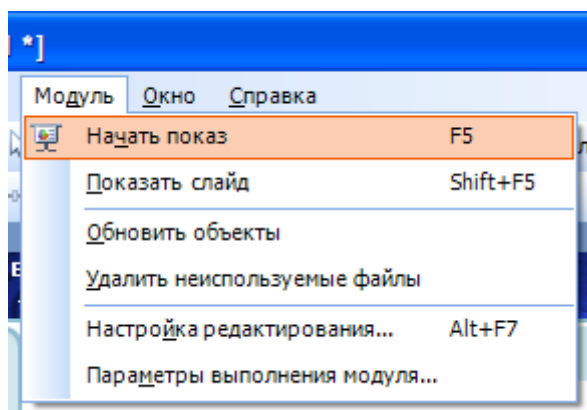 *]
Модуль Окно Справка
Начать показ F5
Показать слайд Shift+F5
Обновить объекты
Удалить неиспользуемые файлы
Настройка редактирования... Alt+F7
Параметры выполнения модуля...